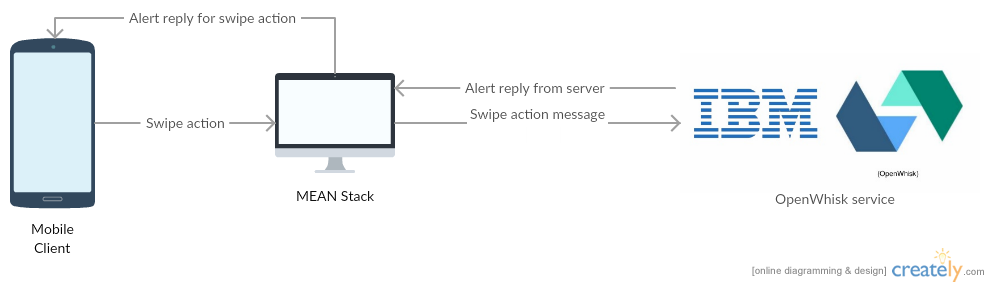 Alert reply for swipe action
Alert reply from server
Swipe action message
Swipe action
IBM
(OpenWhisk)
MEAN Stack
OpenWhisk service
Mobile
Client
[online diagramming & design] creately.com